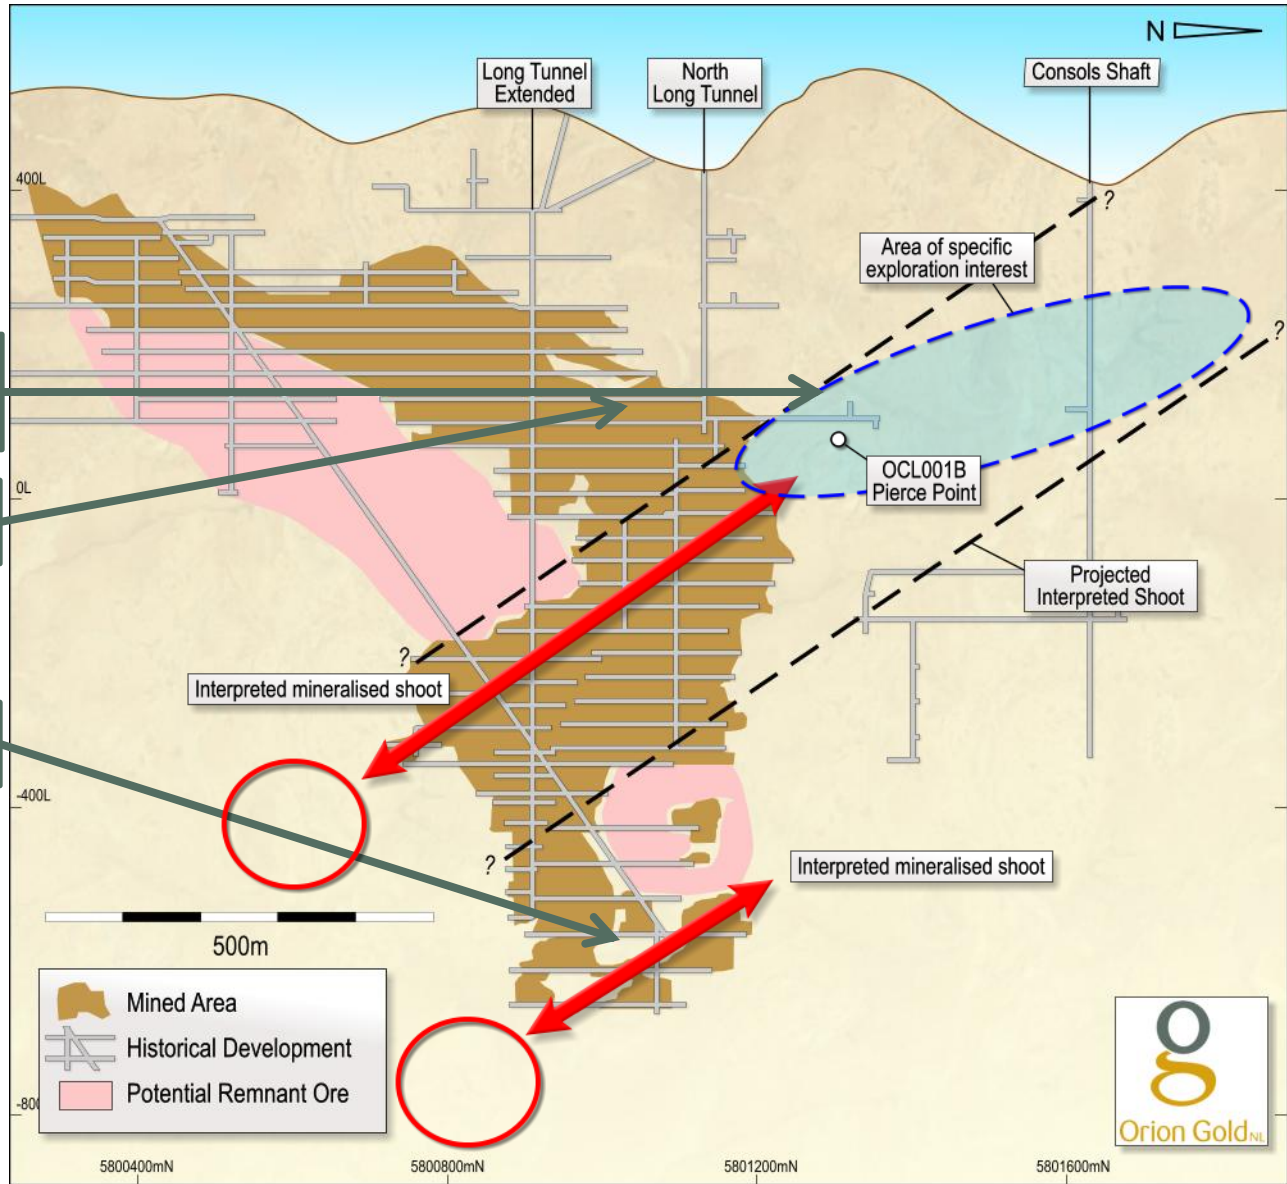 N
Long Tunnel
Extended
North
Long Tunnel
Consols Shaft
400L
?
Area of specific
exploration interest
?
OCL001B
Pierce Point
0L
Projected
Interpreted Shoot
?
Interpreted mineralised shoot
-400L
?
Interpreted mineralised shoot
500m
Mined Area
Historical Development
Potential Remnant Ore
g
Orion Gold NL
5800400mN
5800800mN
5801200mN
5801600mN